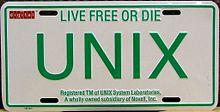 LIVE FREE OR DIE
UNIX
Registered TM of UNIX System Laboratories,
A wholly owned subsidiary of Novell, Inc.